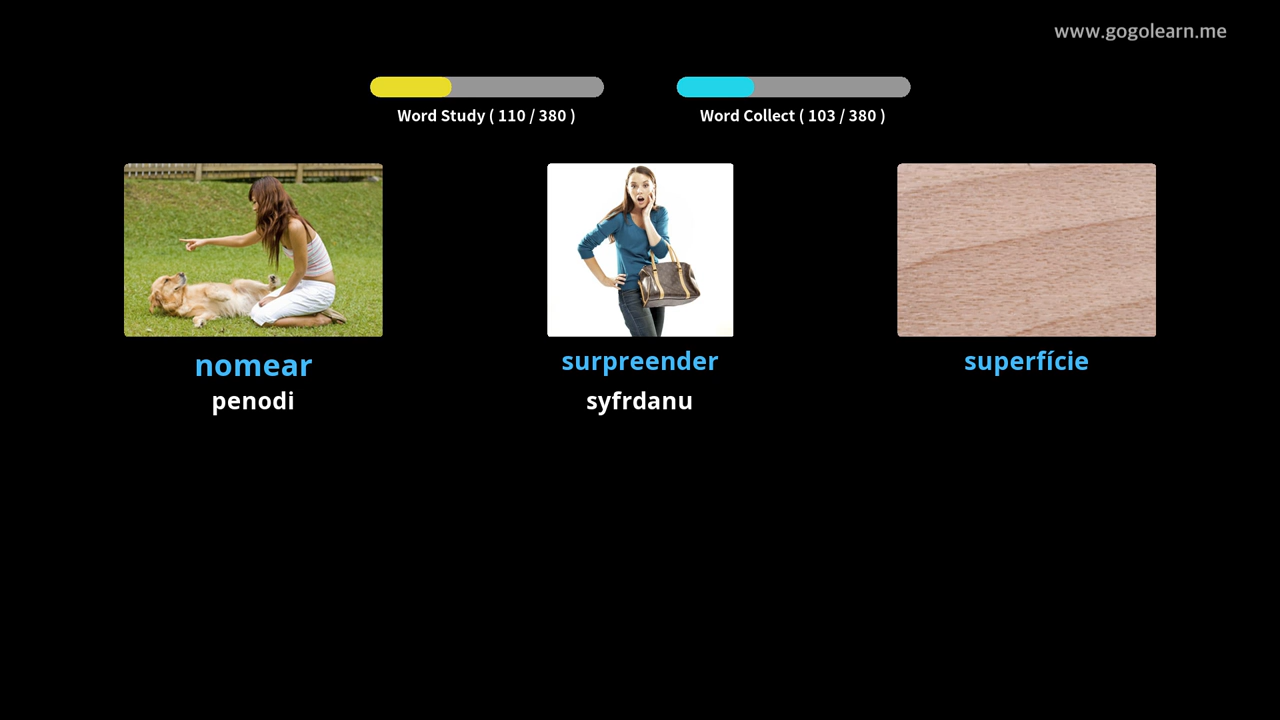 www.gogolearn.me
Word Study ( 110 / 380 )
Word Collect ( 103 / 380 )
nomear
penodi
surpreender
syfrdanu
superfície